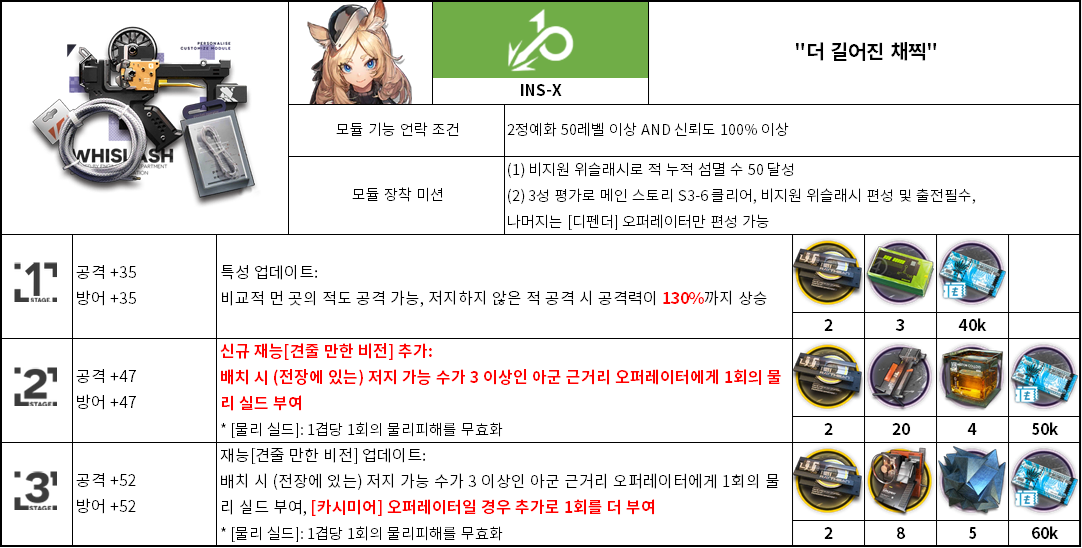 PERSONALISE
CUSTOMIZE MODULE
WHISLASH
INS-X
"더 길어진 채찍"
모듈 기능 언락 조건
2정예화 50레벨 이상 AND 신뢰도 100% 이상
모듈 장착 미션
(1) 비지원 위슬래시로 적 누적 섬멸 수 50 달성
(2) 3성 평가로 메인 스토리 S3-6 클리어, 비지원 위슬래시 편성 및 출전필수,
나머지는 [디펜더] 오퍼레이터만 편성 가능
1
STAGE.
공격 +35
방어 +35
특성 업데이트:
비교적 먼 곳의 적도 공격 가능, 저지하지 않은 적 공격 시 공격력이 130%까지 상승
2
3
40k
2
STAGE.
공격 +47
방어 +47
신규 재능[견줄 만한 비전] 추가:
배치 시 (전장에 있는) 저지 가능 수가 3 이상인 아군 근거리 오퍼레이터에게 1회의 물
리 실드 부여
* [물리 실드]: 1겹당 1회의 물리피해를 무효화
2
20
4
50k
3
STAGE.
공격 +52
방어 +52
재능[견줄 만한 비전] 업데이트:
배치 시 (전장에 있는) 저지 가능 수가 3 이상인 아군 근거리 오퍼레이터에게 1회의 물
리 실드 부여, [카시미어] 오퍼레이터일 경우 추가로 1회를 더 부여
* [물리 실드]: 1겹당 1회의 물리피해를 무효화
2
8
5
60k